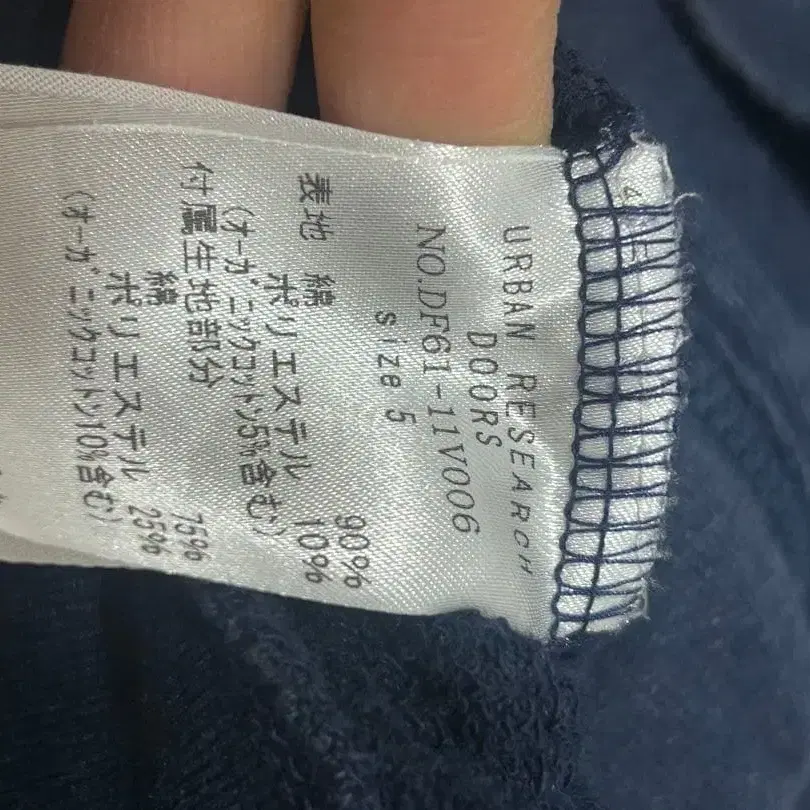 URBAN RESEARCH
DOORS
NO.DF61-11V006
size 5
表地 綿 90%
ポリエステル 10%
(オーガニックコットン5%含む)
付属生地部分
綿 75%
ポリエステル 25%
(オーガニックコットン10%含む)